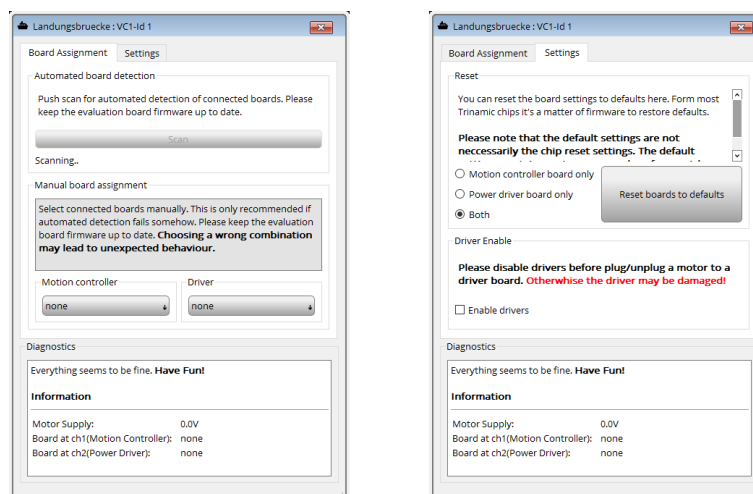 Landungsbruecke : VC1-Id 1
Board Assignment Settings
Automated board detection
Push scan for automated detection of connected boards. Please
keep the evaluation board firmware up to date.
Scan
Scanning..
Manual board assignment
Select connected boards manually. This is only recommended if
automated detection fails somehow. Please keep the evaluation
board firmware up to date. Choosing a wrong combination
may lead to unexpected behaviour.
Motion controller Driver
none none
Diagnostics
Everything seems to be fine. Have Fun!
Information
Motor Supply: 0.0V
Board at ch1(Motion Controller): none
Board at ch2(Power Driver): none
Landungsbruecke : VC1-Id 1
Board Assignment Settings
Reset
You can reset the board settings to defaults here. Form most
Trinamic chips it's a matter of firmware to restore defaults.
Please note that the default settings are not
neccessarily the chip reset settings. The default
Motion controller board only
Power driver board only
Both
Reset boards to defaults
Driver Enable
Please disable drivers before plug/unplug a motor to a
driver board. Otherwhise the driver may be damaged!
Enable drivers
Diagnostics
Everything seems to be fine. Have Fun!
Information
Motor Supply: 0.0V
Board at ch1(Motion Controller): none
Board at ch2(Power Driver): none